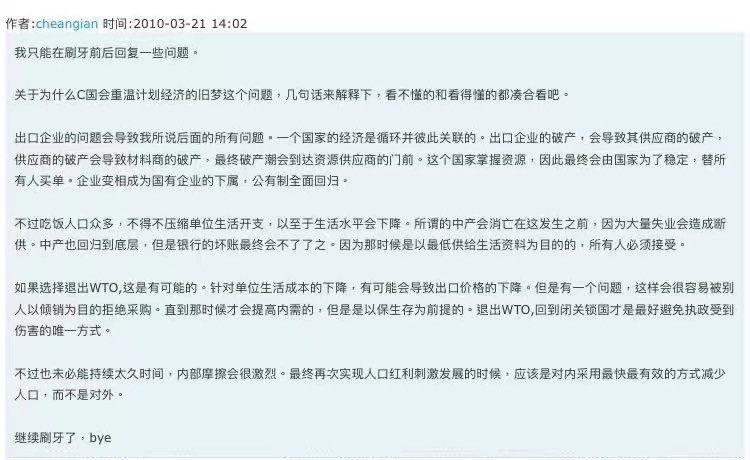 作者:cheangian 时间:2010-03-21 14:02
我只能在刷牙前后回复一些问题。
关于为什么C国会重温计划经济的旧梦这个问题，几句话来解释下，看不懂的和看得懂的都凑合看吧。
出口企业的问题会导致我所说后面的所有问题。一个国家的经济是循环并彼此关联的。出口企业的破产，会导致其供应商的破产，
供应商的破产会导致材料商的破产，最终破产潮会到达资源供应商的门前。这个国家掌握资源，因此最终会由国家为了稳定，替所
有人买单。企业变相成为国有企业的下属，公有制全面回归。
不过吃饭人口众多，不得不压缩单位生活开支，以至于生活水平会下降。所谓的中产会消亡在这发生之前，因为大量失业会造成断
供。中产也回归到底层，但是银行的坏账最终会不了了之。因为那时候是以最低供给生活资料为目的的，所有人必须接受。
如果选择退出WTO,这是有可能的。针对单位生活成本的下降，有可能会导致出口价格的下降。但是有一个问题，这样会很容易被别
人以倾销为目的拒绝采购。直到那时候才会提高内需的，但是是以保生存为前提的。退出WTO,回到闭关锁国才是最好避免执政受到
伤害的唯一方式。
不过也未必能持续太久时间，内部摩擦会很激烈。最终再次实现人口红利刺激发展的时候，应该是对内采用最快最有效的方式减少
人口，而不是对外。
继续刷牙了，bye